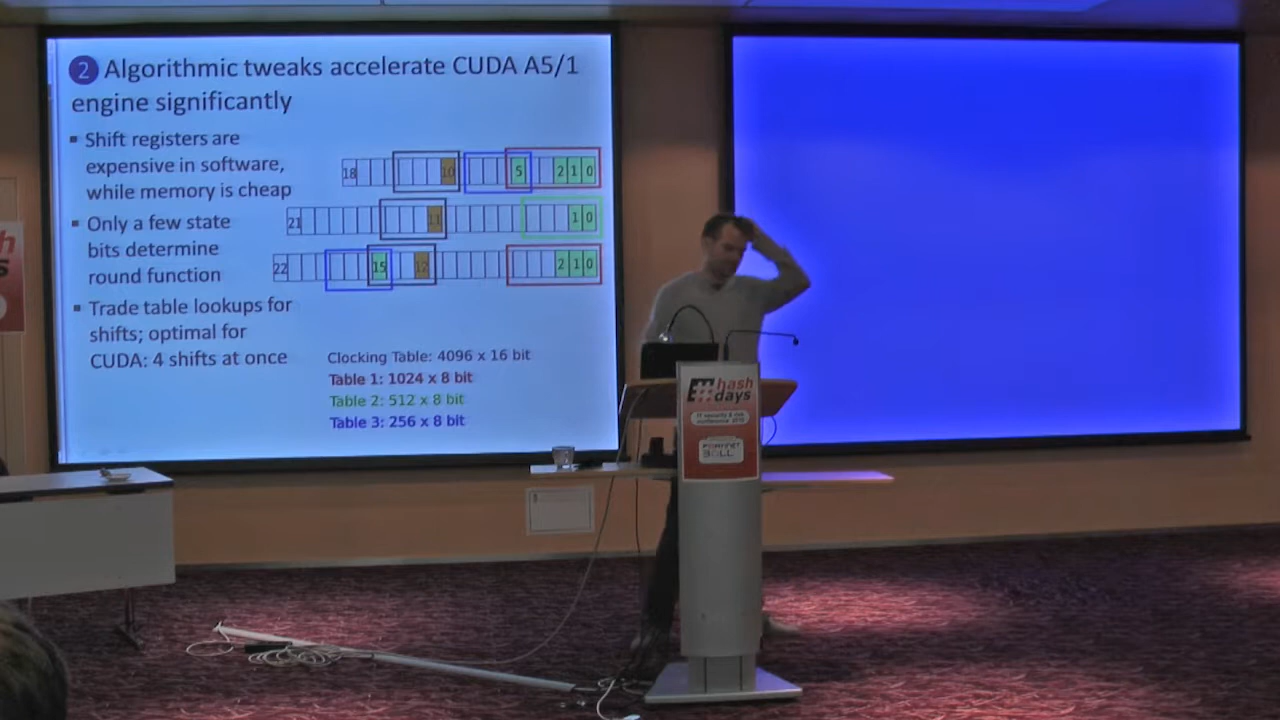 2 Algorithmic tweaks accelerate CUDA A5/1
engine significantly
▪ Shift registers are
expensive in software,
while memory is cheap
▪ Only a few state
bits determine
round function
▪ Trade table lookups for
shifts; optimal for
CUDA: 4 shifts at once
18 10 5 2 1 0
21 11 1 0
22 15 12 2 1 0
Clocking Table: 4096 x 16 bit
Table 1: 1024 x 8 bit
Table 2: 512 x 8 bit
Table 3: 256 x 8 bit
#hash
days